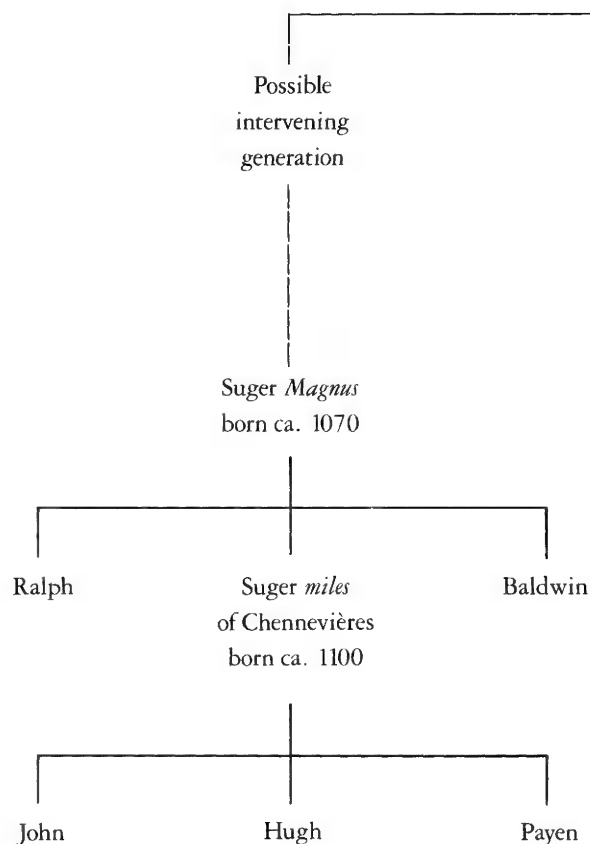 Possible
intervening
generation
Suger Magnus
born ca. 1070
Ralph
Suger miles
of Chennevières
born ca. 1100
Baldwin
John
Hugh
Payen